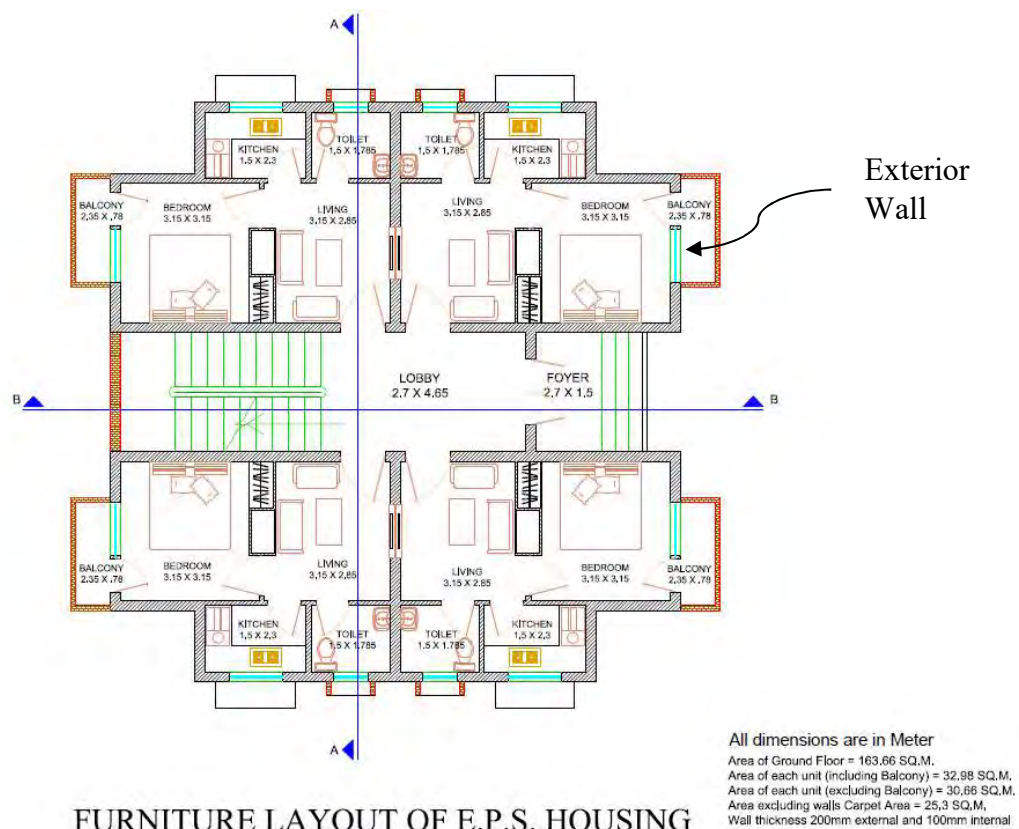 A
TOILET
1.5 X 1.785
TOILET
1.5 X 1.785
KITCHEN
1.5 X 2.3
KITCHEN
1.5 X 2.3
Exterior
Wall
BALCONY
2.35 X .78
BEDROOM
3.15 X 3.15
LIVING
3.15 X 2.85
LIVING
3.15 X 2.85
BEDROOM
3.15 X 3.15
BALCONY
2.35 X .78
LOBBY
2.7 X 4.65
FOYER
2.7 X 1.5
B
B
BALCONY
2.35 X .78
BEDROOM
3.15 X 3.15
LIVING
3.15 X 2.85
LIVING
3.15 X 2.85
BEDROOM
3.15 X 3.15
BALCONY
2.35 X .78
KITCHEN
1.5 X 2.3
TOILET
1.5 X 1.785
TOILET
1.5 X 1.785
KITCHEN
1.5 X 2.3
A
All dimensions are in Meter
Area of Ground Floor = 163.66 SQ.M.
Area of each unit (including Balcony) = 32.98 SQ.M.
Area of each unit (excluding Balcony) = 30.66 SQ.M.
Area excluding walls Carpet Area = 25.3 SQ.M.
Wall thickness 200mm external and 100mm internal
FURNITURE LAYOUT OF E.P.S. HOUSING